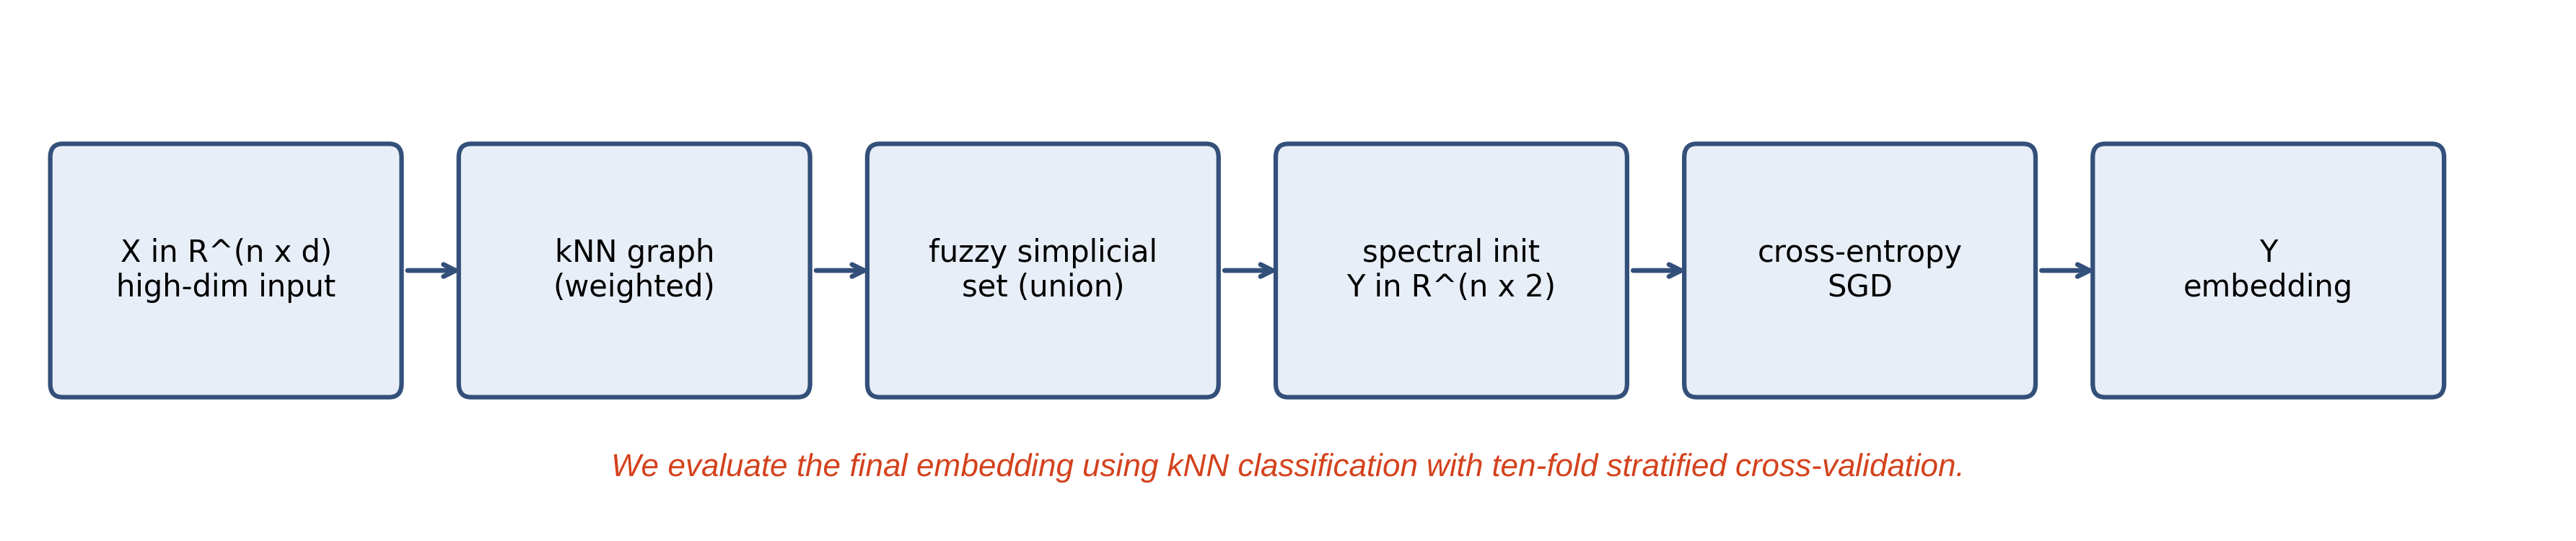 X in R^(n x d)
high-dim input
kNN graph
(weighted)
fuzzy simplicial
set (union)
spectral init
Y in R^(n x 2)
cross-entropy
SGD
Y
embedding
We evaluate the final embedding using kNN classification with ten-fold stratified cross-validation.